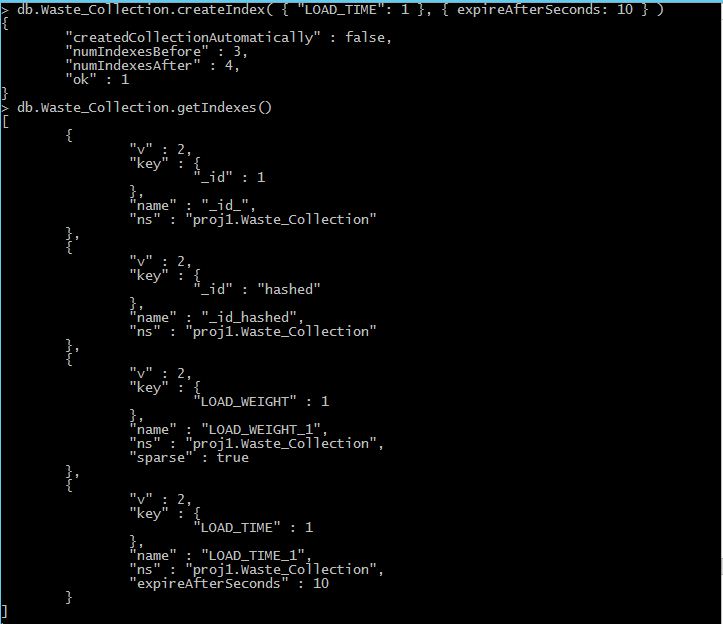 > db.Waste_Collection.createIndex( { "LOAD_TIME": 1 }, { expireAfterSeconds: 10 } )
{
        "createdCollectionAutomatically" : false,
        "numIndexesBefore" : 3,
        "numIndexesAfter" : 4,
        "ok" : 1
}
> db.Waste_Collection.getIndexes()
[
        {
                "v" : 2,
                "key" : {
                        "_id" : 1
                },
                "name" : "_id_",
                "ns" : "proj1.Waste_Collection"
        },
        {
                "v" : 2,
                "key" : {
                        "_id" : "hashed"
                },
                "name" : "_id_hashed",
                "ns" : "proj1.Waste_Collection"
        },
        {
                "v" : 2,
                "key" : {
                        "LOAD_WEIGHT" : 1
                },
                "name" : "LOAD_WEIGHT_1",
                "ns" : "proj1.Waste_Collection",
                "sparse" : true
        },
        {
                "v" : 2,
                "key" : {
                        "LOAD_TIME" : 1
                },
                "name" : "LOAD_TIME_1",
                "ns" : "proj1.Waste_Collection",
                "expireAfterSeconds" : 10
        }
]